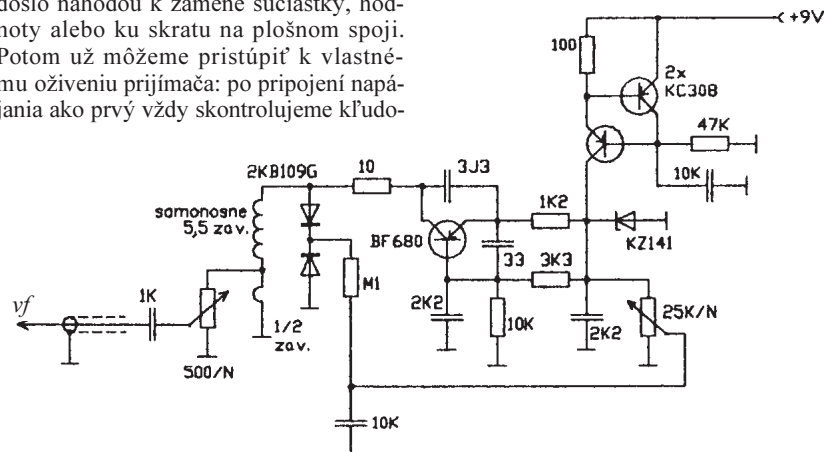 došlo náhodou k zámene súčiastky, hod-
noty alebo ku skratu na plošnom spoji.
Potom už môžeme pristúpiť k vlastné-
mu oživeniu prijímača: po pripojení napá-
jania ako prvý vždy skontrolujeme kľudo-
+9V
100
2x
KC308
47K
10K
2KB109G
10
3J3
samonosne
5,5 zav.
BF680
1K2
KZ141
33
3K3
M1
1K
vf
2K2
10K
2K2
25K/N
1/2
zav.
500/N
10K